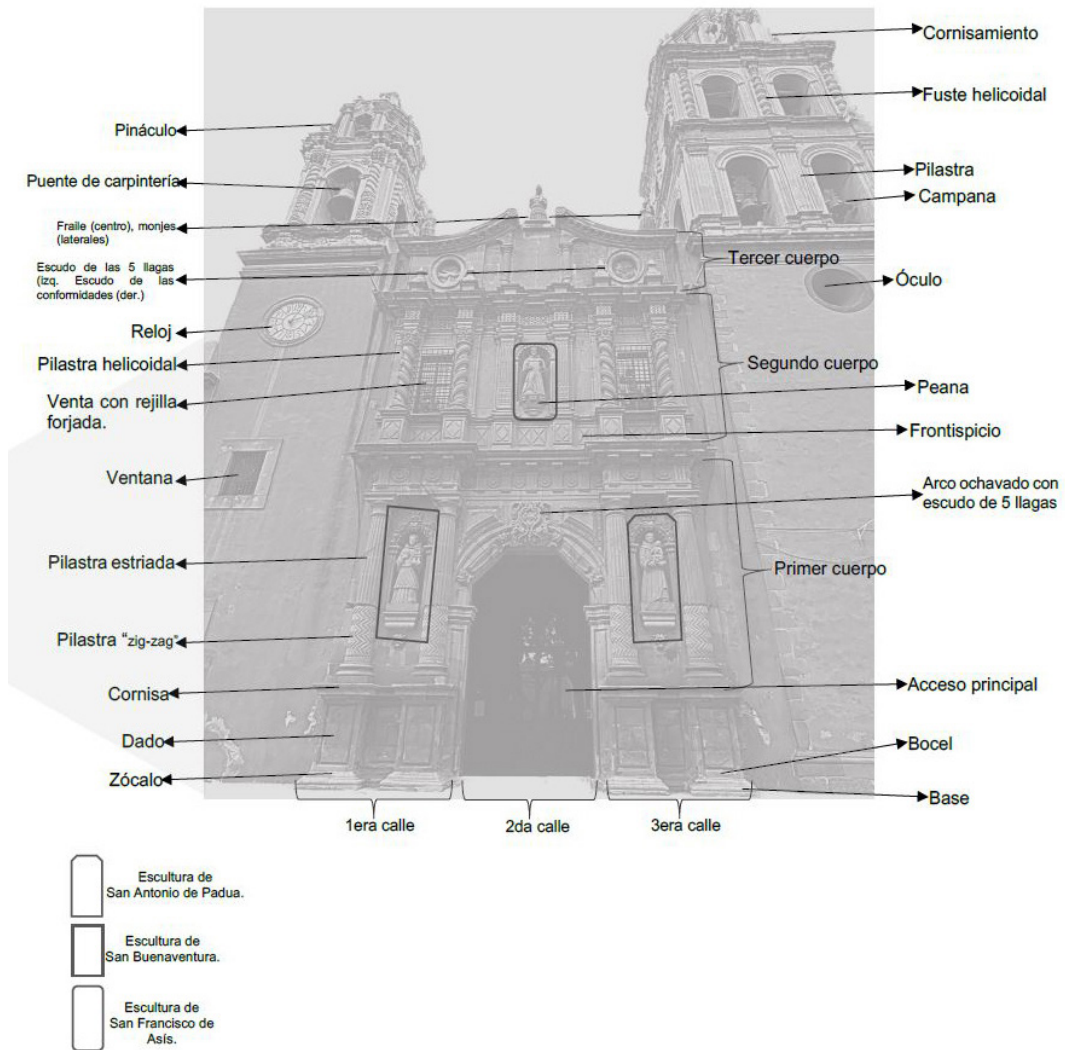 Cornisamiento
Fuste helicoidal
Pináculo
Pilastra
Puente de carpintería
Campana
Fraile (centro), monjes
(laterales)
Tercer cuerpo
Escudo de las 5 llagas
(izq. Escudo de las
conformidades (der.)
Óculo
Reloj
Pilastra helicoidal
Segundo cuerpo
Peana
Venta con rejilla
forjada.
Frontispicio
Ventana
Arco ochavado con
escudo de 5 llagas
Pilastra estriada
Primer cuerpo
Pilastra “zig-zag”
Cornisa
Acceso principal
Dado
Bocel
Zócalo
Base
1era calle
2da calle
3era calle
Escultura de
San Antonio de Padua.
Escultura de
San Buenaventura.
Escultura de
San Francisco de
Asís.